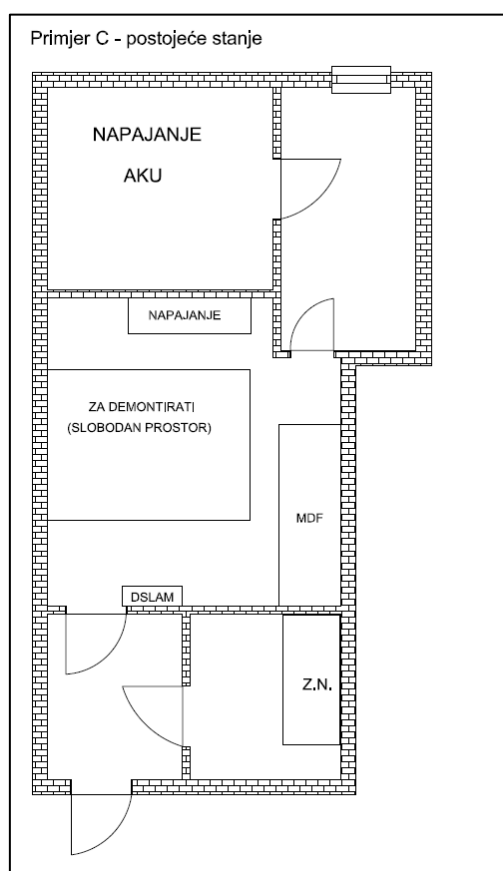 Primjer C - postojeće stanje
NAPAJANJE
AKU
NAPAJANJE
ZA DEMONTIRATI
(SLOBODAN PROSTOR)
MDF
DSLAM
Z.N.